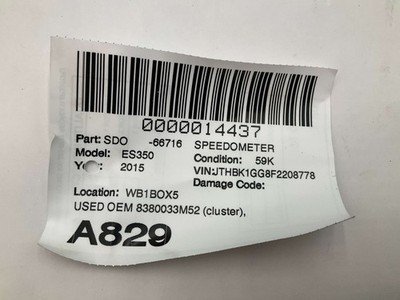 0000014437
Part: SDO -66716 SPEEDOMETER
Model: ES350 Condition: 59K
2015 VIN:JTHBK1GG8F2208778
Damage Code:
Location: WB1BOX5
USED OEM 8380033M52 (cluster),
A829